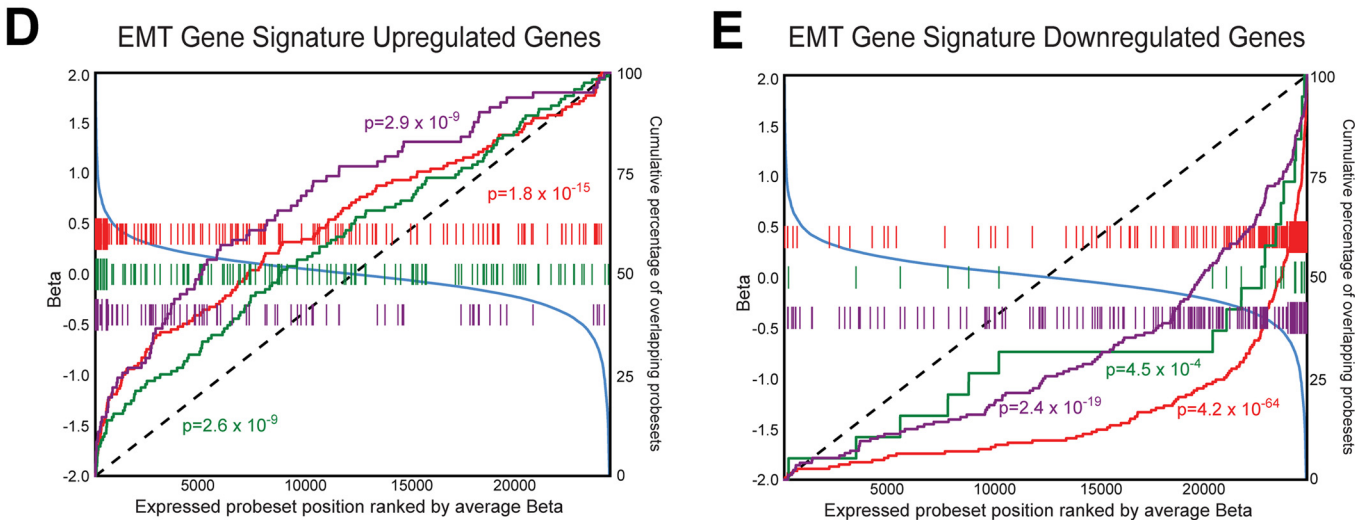 D
EMT Gene Signature Upregulated Genes
2.0
1.5
1.0
0.5
0.0
-0.5
-1.0
-1.5
-2.0
Beta
p=2.9 x 10-9
p=1.8 x 10-15
p=2.6 x 10-9
100
75
50
25
0
Cumulative percentage of overlapping probesets
5000 10000 15000 20000
Expressed probeset position ranked by average Beta
E
EMT Gene Signature Downregulated Genes
2.0
1.5
1.0
0.5
0.0
-0.5
-1.0
-1.5
-2.0
Beta
p=4.5 x 10-4
p=2.4 x 10-19
p=4.2 x 10-64
100
75
50
25
0
Cumulative percentage of overlapping probesets
5000 10000 15000 20000
Expressed probeset position ranked by average Beta